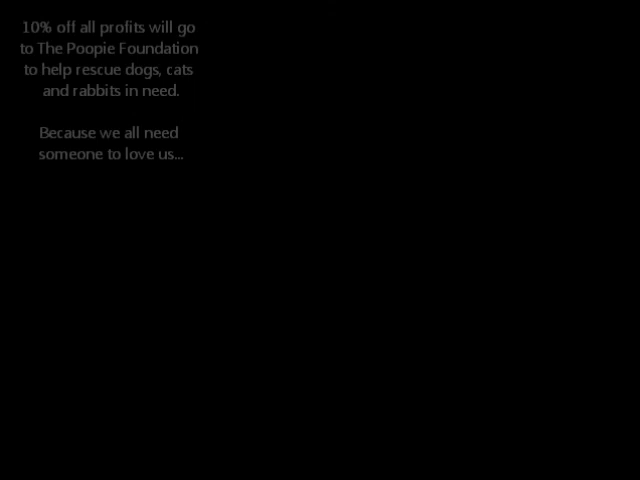 10% off all profits will go
to The Poopie Foundation
to help rescue dogs, cats
and rabbits in need.
Because we all need
someone to love us...